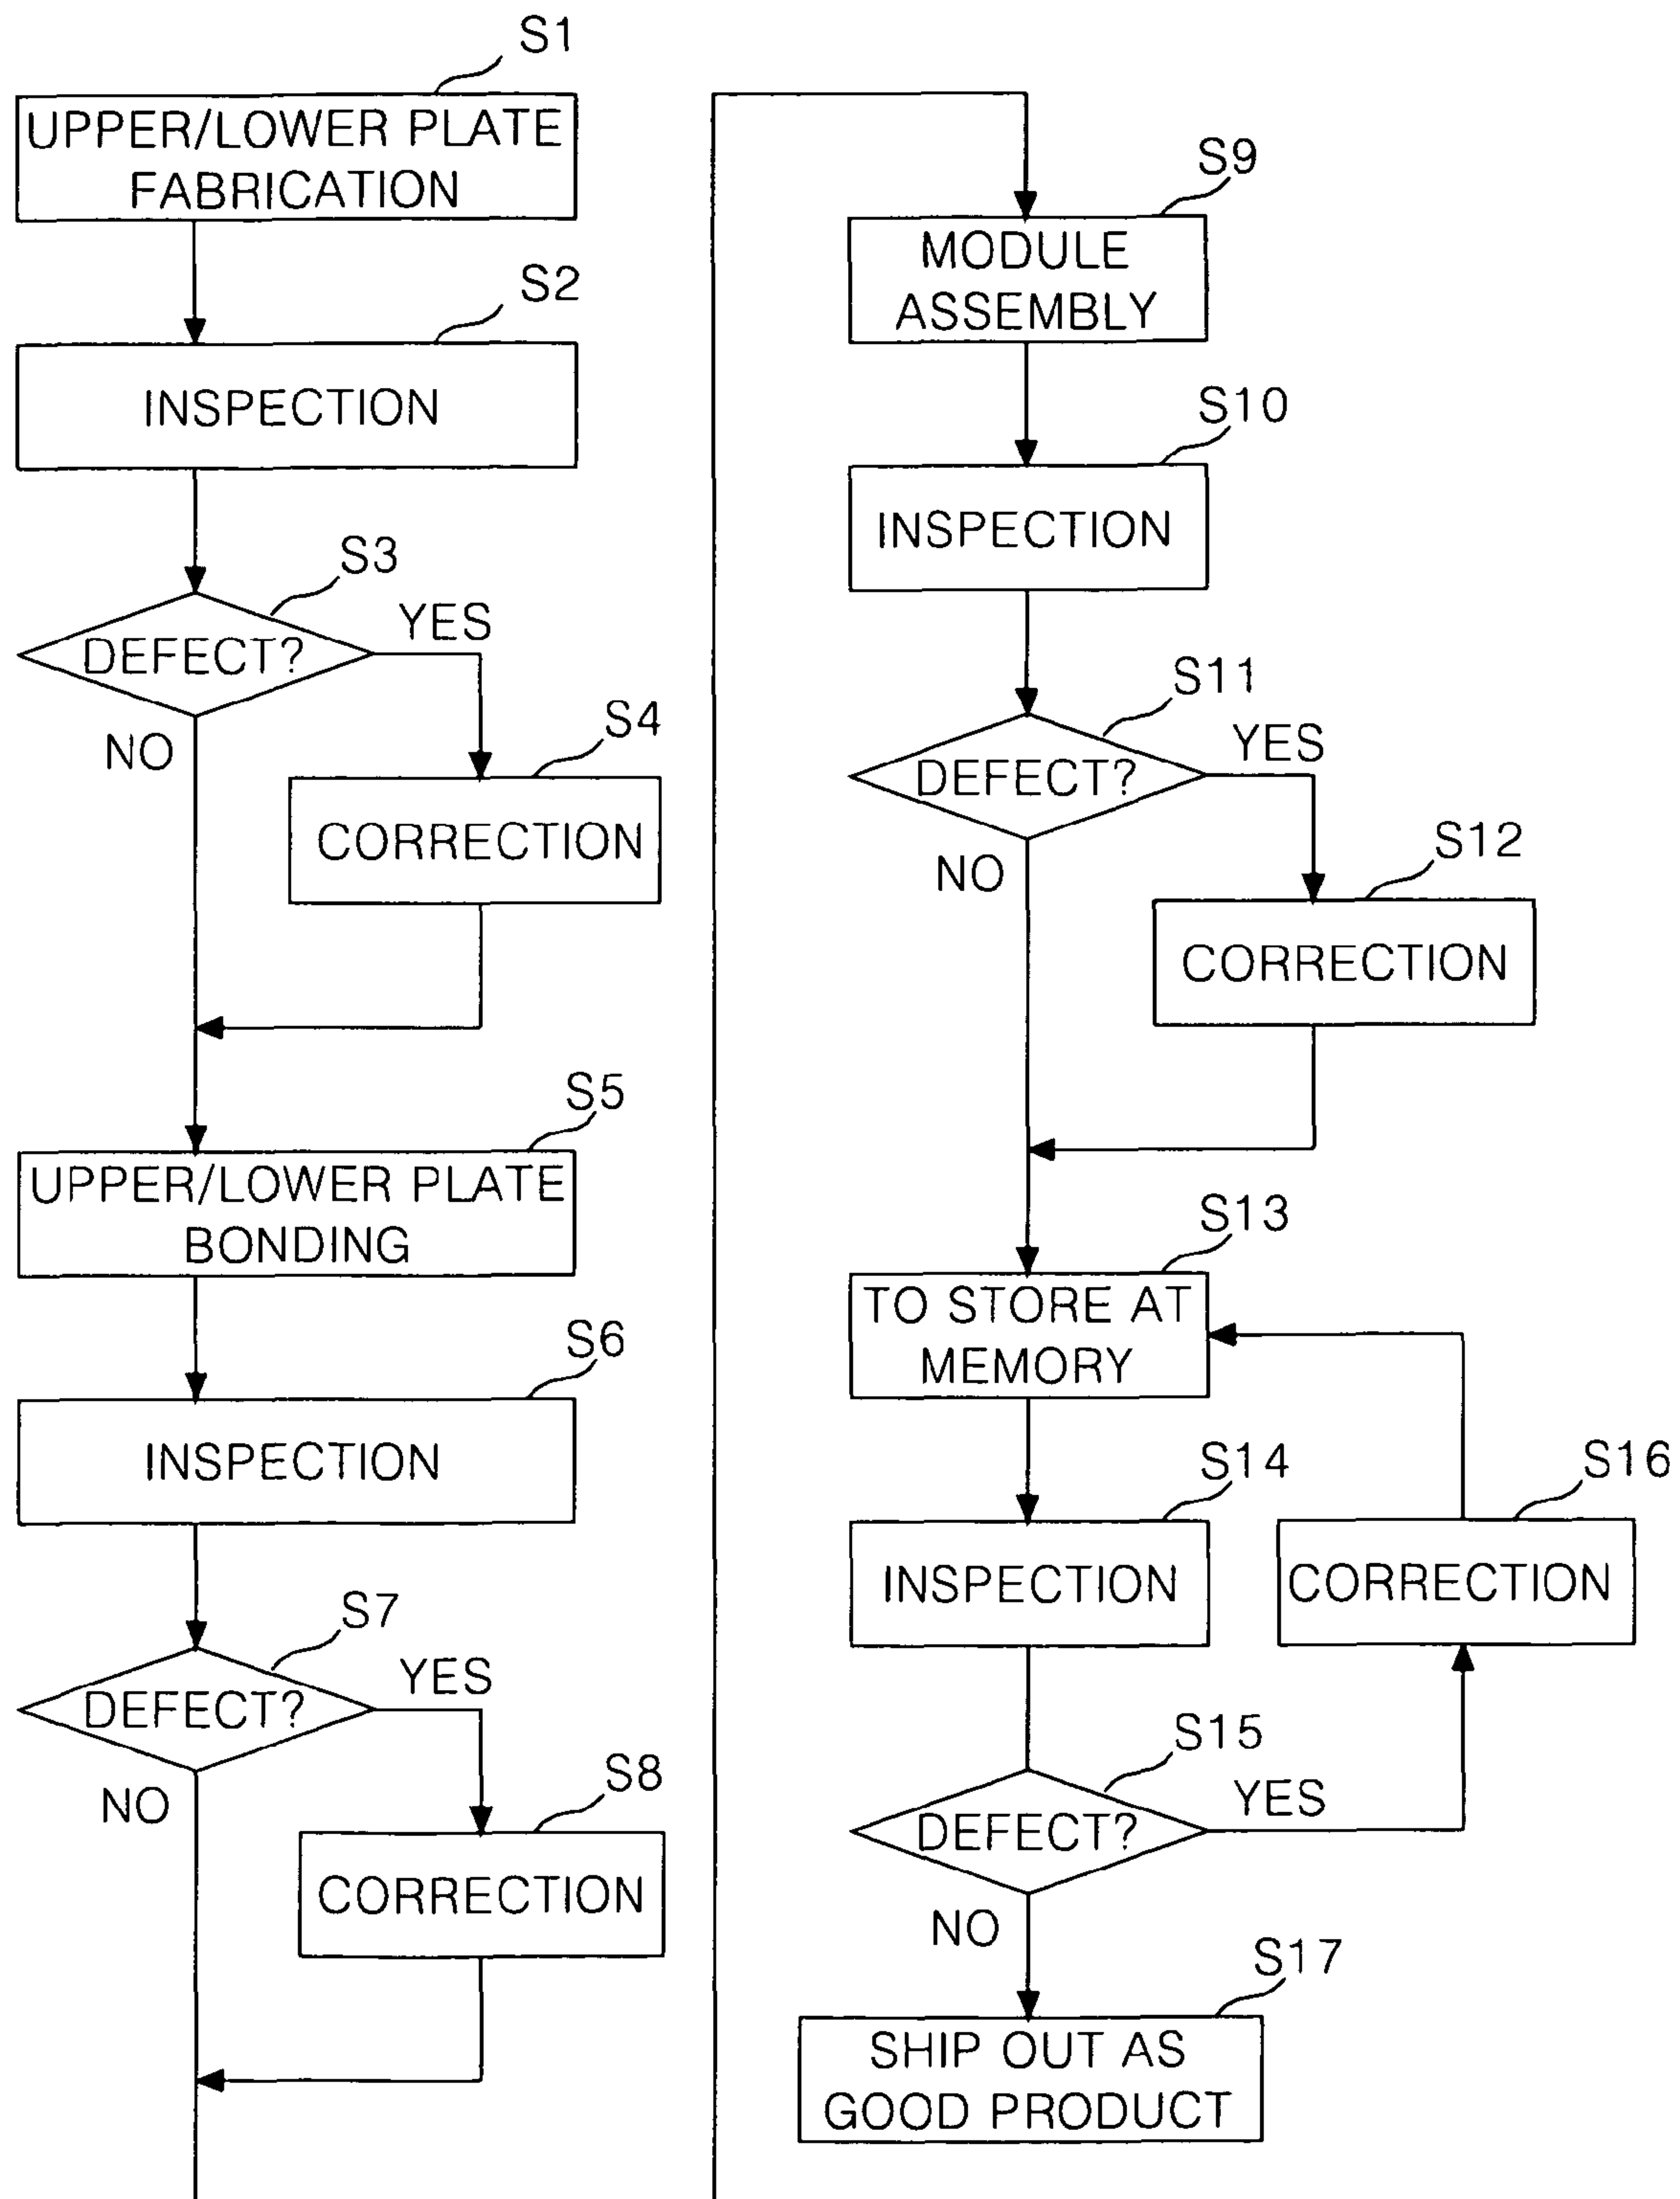 S1
UPPER/LOWER PLATE
FABRICATION
S2
INSPECTION
S3
DEFECT?
YES
NO
S4
CORRECTION
S5
UPPER/LOWER PLATE
BONDING
S6
INSPECTION
S7
DEFECT?
YES
NO
S8
CORRECTION
S9
MODULE
ASSEMBLY
S10
INSPECTION
S11
DEFECT?
YES
NO
S12
CORRECTION
S13
TO STORE AT
MEMORY
S14
INSPECTION
S16
CORRECTION
S15
DEFECT?
YES
NO
S17
SHIP OUT AS
GOOD PRODUCT